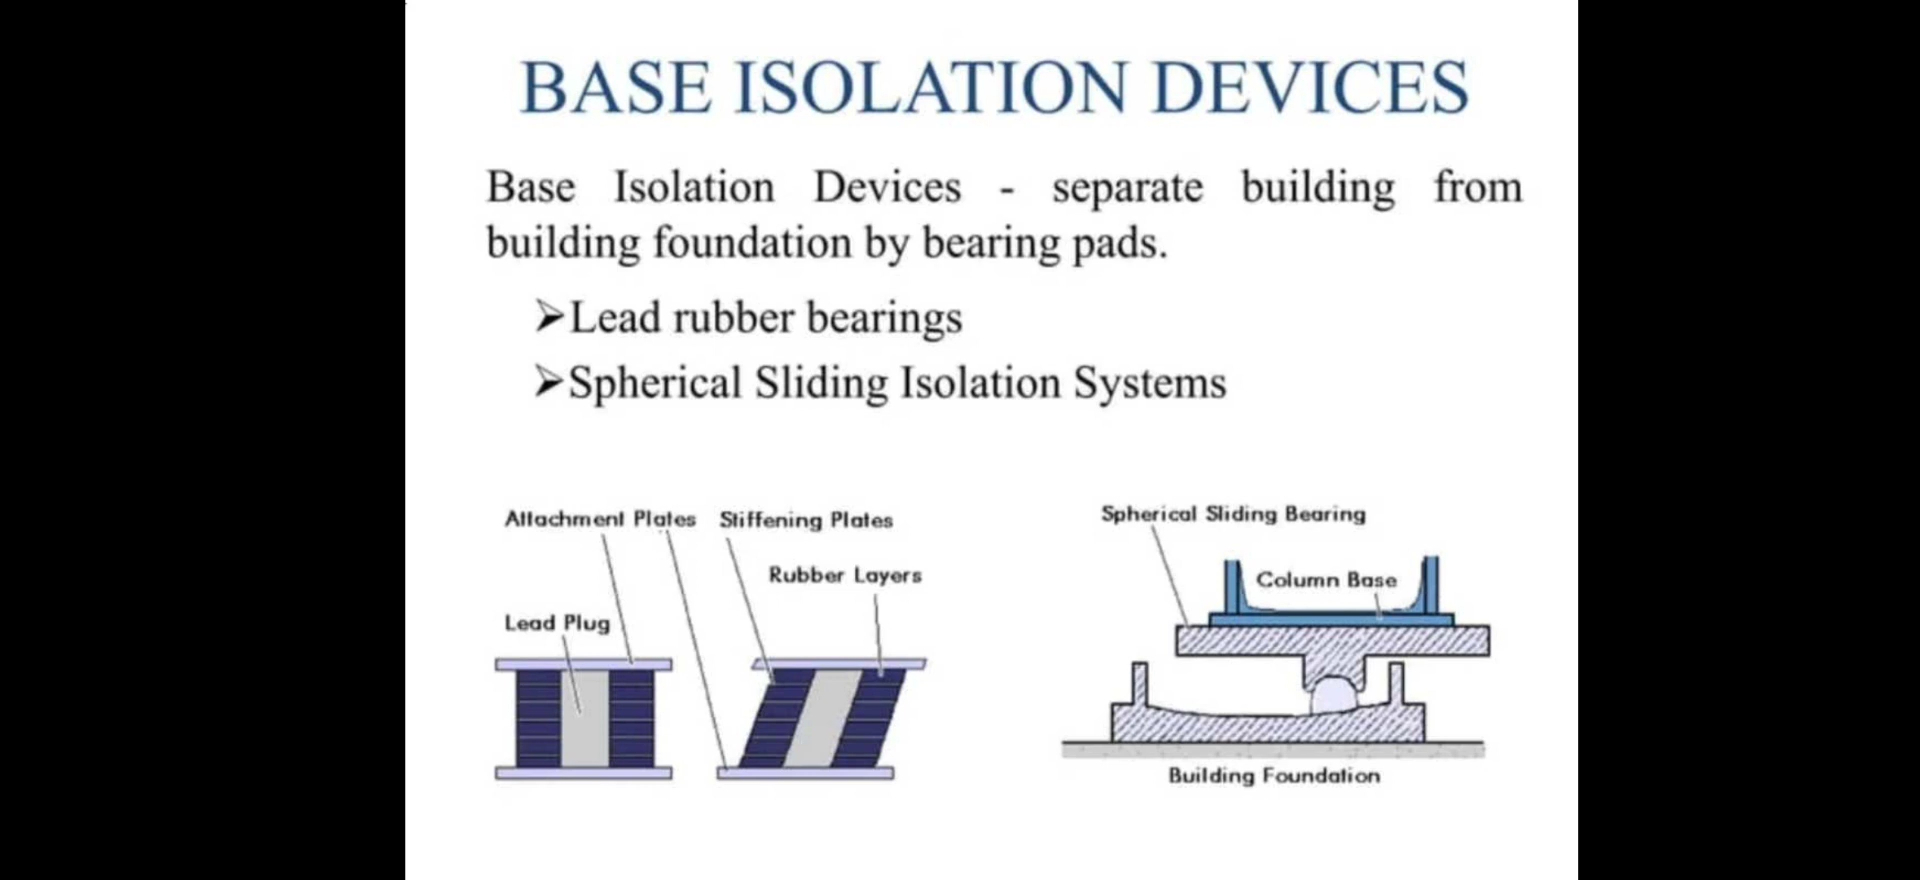 BASE ISOLATION DEVICES
Base Isolation Devices - separate building from
building foundation by bearing pads.
➢Lead rubber bearings
➢Spherical Sliding Isolation Systems
Attachment Plates
Stiffening Plates
Rubber Layers
Lead Plug
Spherical Sliding Bearing
Column Base
Building Foundation